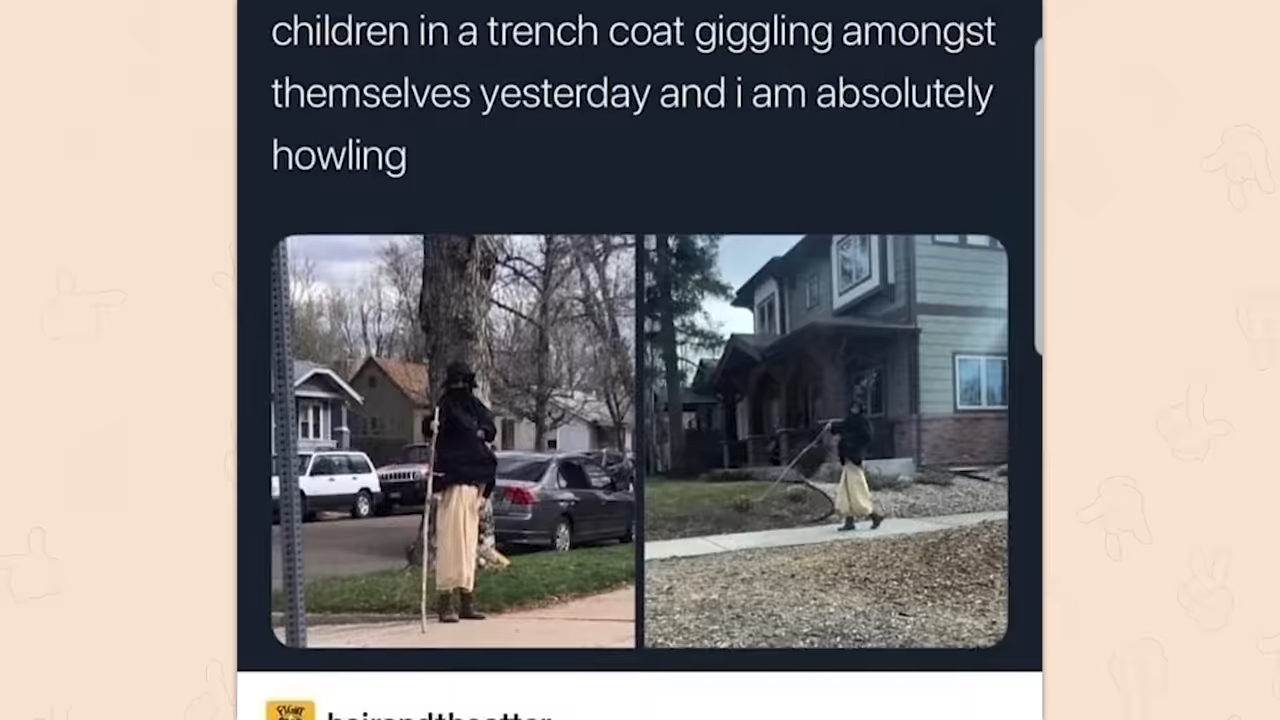 children in a trench coat giggling amongst
themselves yesterday and i am absolutely
howling